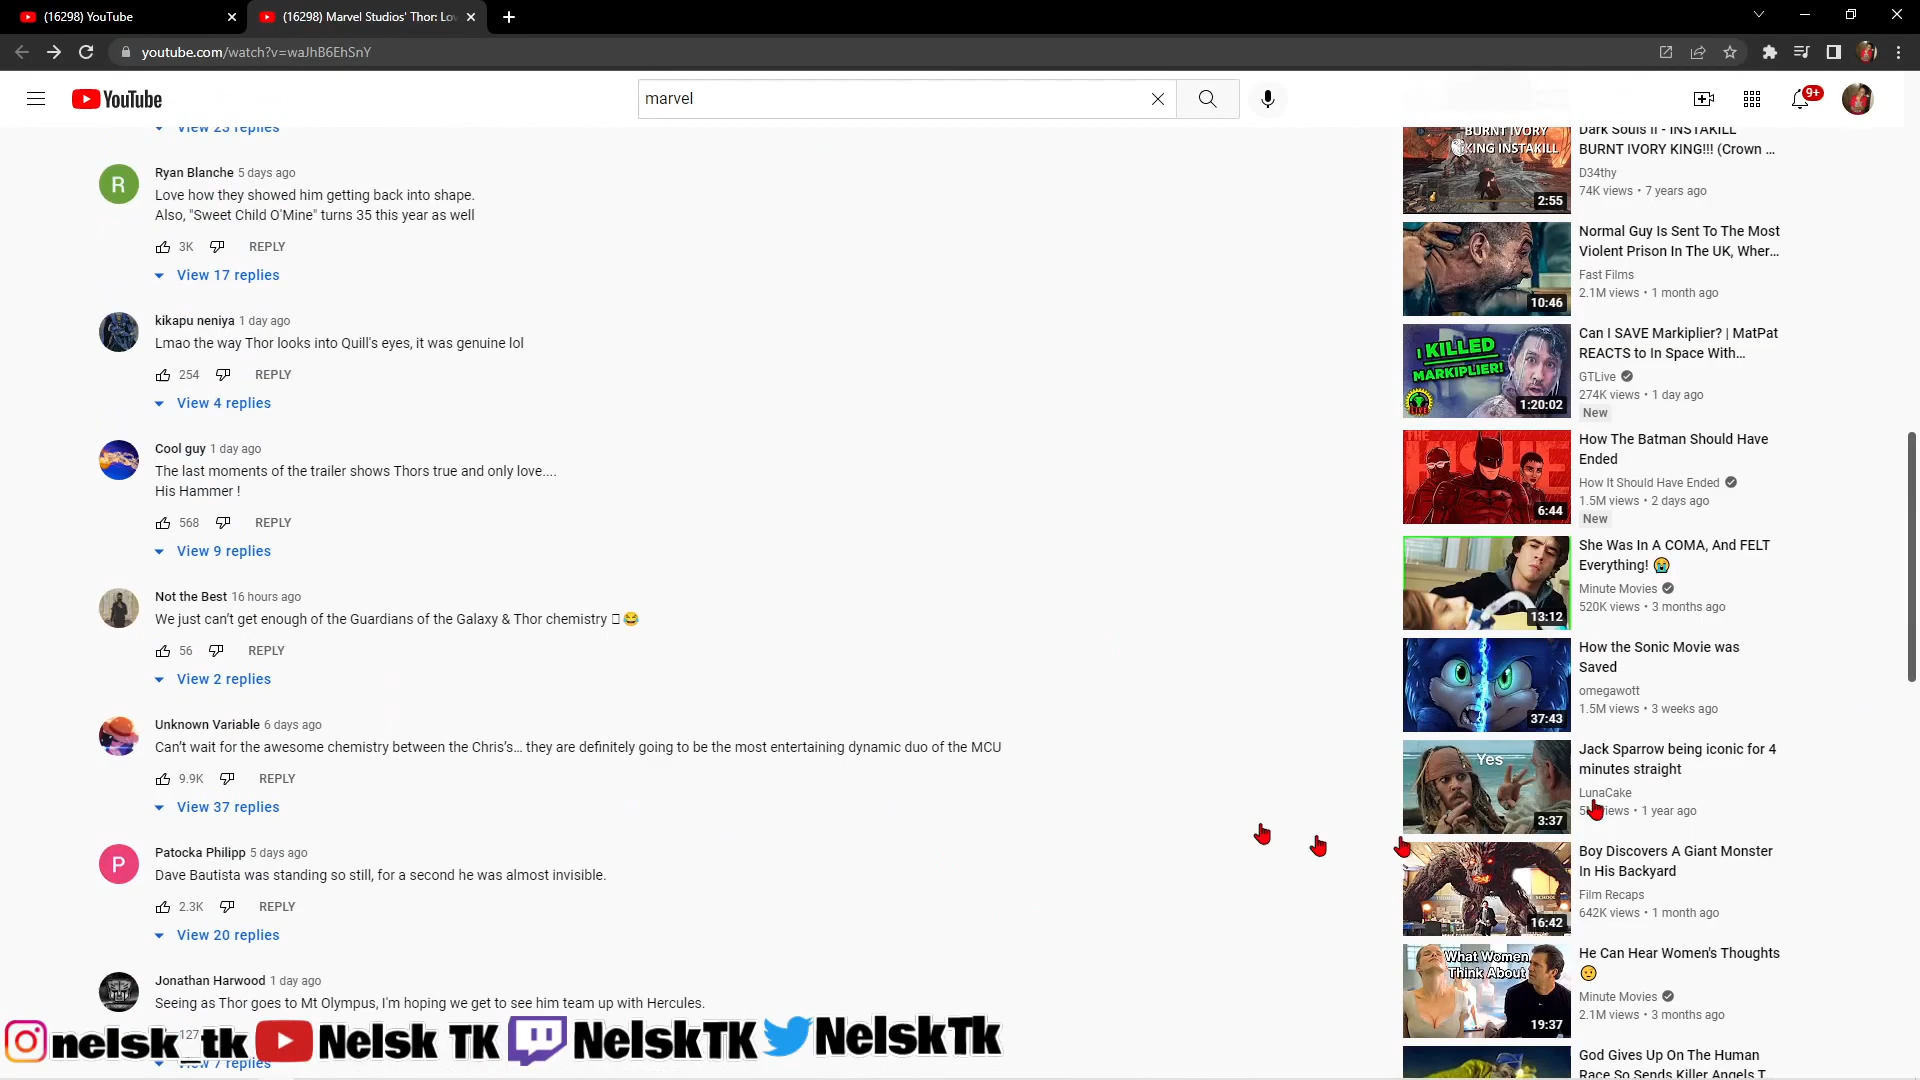 (16298) YouTube
(16298) Marvel Studios' Thor: Lov
youtube.com/watch?v=waJhB6EhSnY
YouTube
marvel
9+
View 23 replies
Ryan Blanche 5 days ago
Love how they showed him getting back into shape.
Also, "Sweet Child O'Mine" turns 35 this year as well
3K REPLY
View 17 replies
kikapu neniya 1 day ago
Lmao the way Thor looks into Quill's eyes, it was genuine lol
254 REPLY
View 4 replies
Cool guy 1 day ago
The last moments of the trailer shows Thors true and only love....
His Hammer !
568 REPLY
View 9 replies
Not the Best 16 hours ago
We just can't get enough of the Guardians of the Galaxy & Thor chemistry 😂
56 REPLY
View 2 replies
Unknown Variable 6 days ago
Can't wait for the awesome chemistry between the Chris's… they are definitely going to be the most entertaining dynamic duo of the MCU
9.9K REPLY
View 37 replies
P
Patocka Philipp 5 days ago
Dave Bautista was standing so still, for a second he was almost invisible.
2.3K REPLY
View 20 replies
Jonathan Harwood 1 day ago
Seeing as Thor goes to Mt Olympus, I'm hoping we get to see him team up with Hercules.
127
View 7 replies
R
nelsk_tk Nelsk TK NelskTK NelskTk
BURNT IVORY
KING INSTAKILL
2:55
Dark Souls II - INSTAKILL
BURNT IVORY KING!!! (Crown ...
D34thy
74K views • 7 years ago
10:46
Normal Guy Is Sent To The Most
Violent Prison In The UK, Wher...
Fast Films
2.1M views • 1 month ago
I KILLED
MARKIPLIER!
LIVE
1:20:02
Can I SAVE Markiplier? | MatPat
REACTS to In Space With...
GTLive
274K views • 1 day ago
New
THE
6:44
How The Batman Should Have
Ended
How It Should Have Ended
1.5M views • 2 days ago
New
13:12
She Was In A COMA, And FELT
Everything! 😭
Minute Movies
520K views • 3 months ago
37:43
How the Sonic Movie was
Saved
omegawott
1.5M views • 3 weeks ago
Yes
3:37
Jack Sparrow being iconic for 4
minutes straight
LunaCake
1 year ago
SCHOOL
16:42
Boy Discovers A Giant Monster
In His Backyard
Film Recaps
642K views • 1 month ago
What Women
Think About
19:37
He Can Hear Women's Thoughts
🤨
Minute Movies
2.1M views • 3 months ago
God Gives Up On The Human
Race So Sends Killer Angels T...